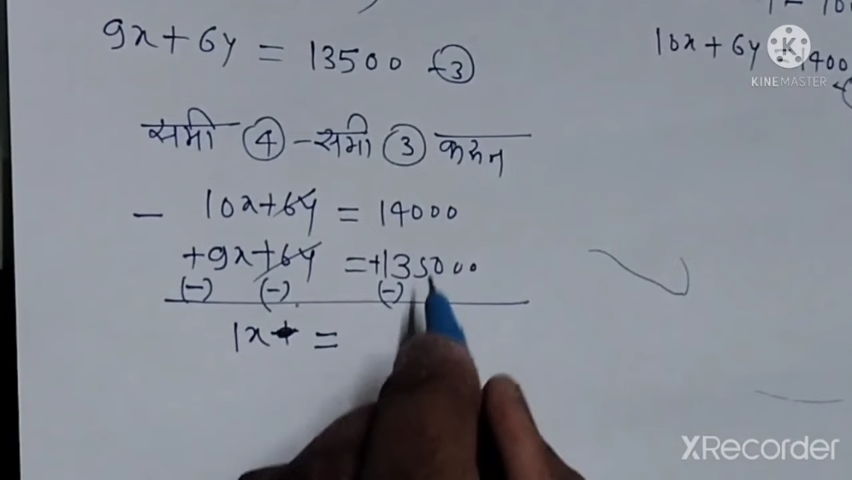 9x + 6y = 13500 - ③
10x + 6y = 1400
K
KINEMASTER
समी ④ - समी ③ करून
- 10x + 6y = 14000
+9x + 6y = +135000
(-) (-) (-)
1x + =
XRecorder